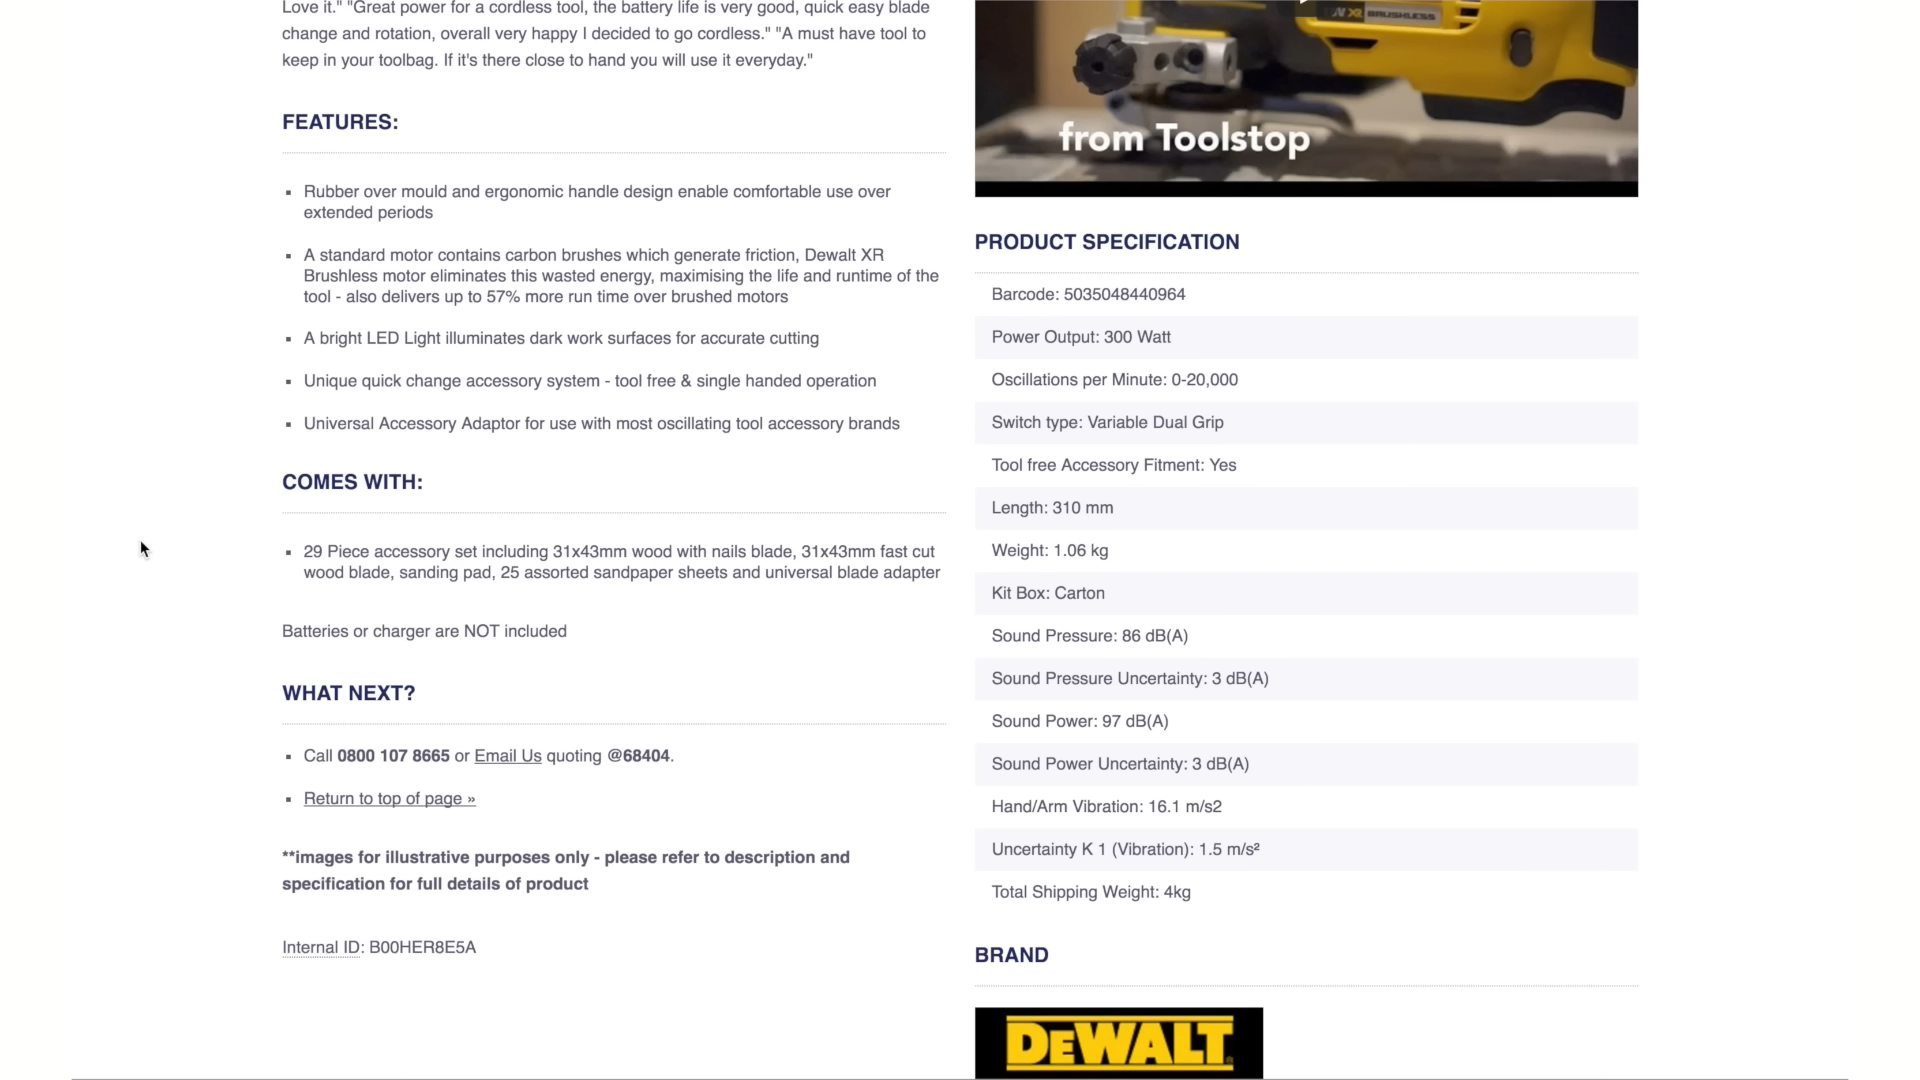 Love it." "Great power for a cordless tool, the battery life is very good, quick easy blade
change and rotation, overall very happy I decided to go cordless." "A must have tool to
keep in your toolbag. If it's there close to hand you will use it everyday."
FEATURES:
▪ Rubber over mould and ergonomic handle design enable comfortable use over
extended periods
▪ A standard motor contains carbon brushes which generate friction, Dewalt XR
Brushless motor eliminates this wasted energy, maximising the life and runtime of the
tool - also delivers up to 57% more run time over brushed motors
▪ A bright LED Light illuminates dark work surfaces for accurate cutting
▪ Unique quick change accessory system - tool free & single handed operation
▪ Universal Accessory Adaptor for use with most oscillating tool accessory brands
COMES WITH:
▪ 29 Piece accessory set including 31x43mm wood with nails blade, 31x43mm fast cut
wood blade, sanding pad, 25 assorted sandpaper sheets and universal blade adapter
Batteries or charger are NOT included
WHAT NEXT?
▪ Call 0800 107 8665 or Email Us quoting @68404.
▪ Return to top of page »
**images for illustrative purposes only - please refer to description and
specification for full details of product
Internal ID: B00HER8E5A
XR BRUSHLESS
from Toolstop
PRODUCT SPECIFICATION
Barcode: 5035048440964
Power Output: 300 Watt
Oscillations per Minute: 0-20,000
Switch type: Variable Dual Grip
Tool free Accessory Fitment: Yes
Length: 310 mm
Weight: 1.06 kg
Kit Box: Carton
Sound Pressure: 86 dB(A)
Sound Pressure Uncertainty: 3 dB(A)
Sound Power: 97 dB(A)
Sound Power Uncertainty: 3 dB(A)
Hand/Arm Vibration: 16.1 m/s2
Uncertainty K 1 (Vibration): 1.5 m/s²
Total Shipping Weight: 4kg
BRAND
DEWALT